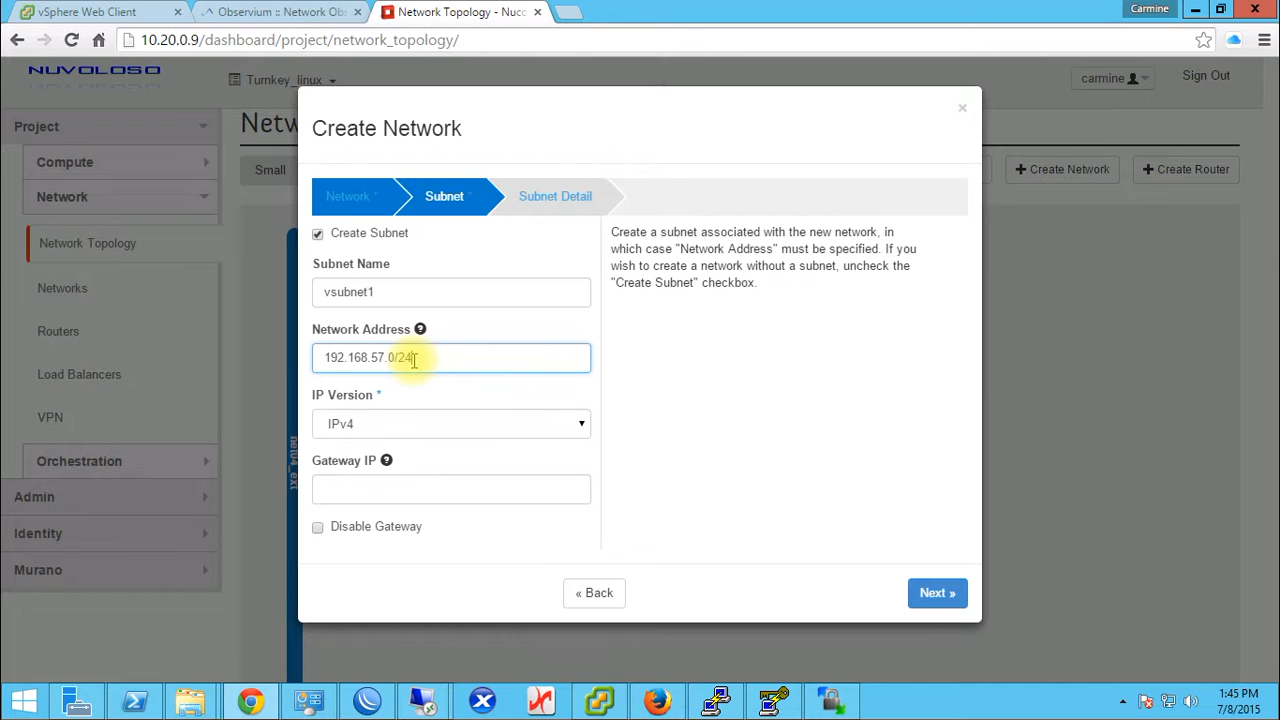 vSphere Web Client
Observium :: Network Obs
Network Topology - Nuvo
Carmine
10.20.0.9/dashboard/project/network_topology/
NUVOLOSO
Turnkey_linux
carmine
Sign Out
Project
Compute
Network
Network Topology
Networks
Routers
Load Balancers
VPN
Orchestration
Admin
Identity
Murano
Netw
Small
+ Create Network
+ Create Router
net04_ext
Create Network
×
Network *
Subnet *
Subnet Detail
Create Subnet
Subnet Name
vsubnet1
Network Address
192.168.57.0/24
IP Version *
IPv4
Gateway IP
Disable Gateway
Create a subnet associated with the new network, in
which case "Network Address" must be specified. If you
wish to create a network without a subnet, uncheck the
"Create Subnet" checkbox.
« Back
Next »
1:45 PM
7/8/2015